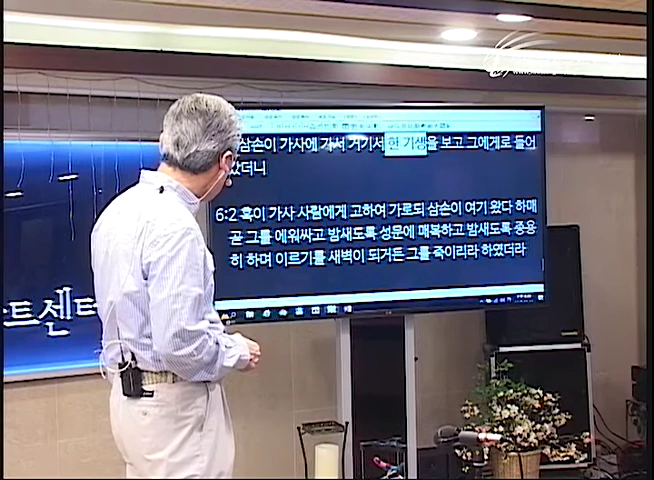 삼손이 가사에 가서 거기서 한 기생을 보고 그에게로 들어
갔더니
6:2 혹이 가사 사람에게 고하여 가로되 삼손이 여기 왔다 하매
곧 그를 에워싸고 밤새도록 성문에 매복하고 밤새도록 종용
히 하며 이르기를 새벽이 되거든 그를 죽이리라 하였더라
트센터